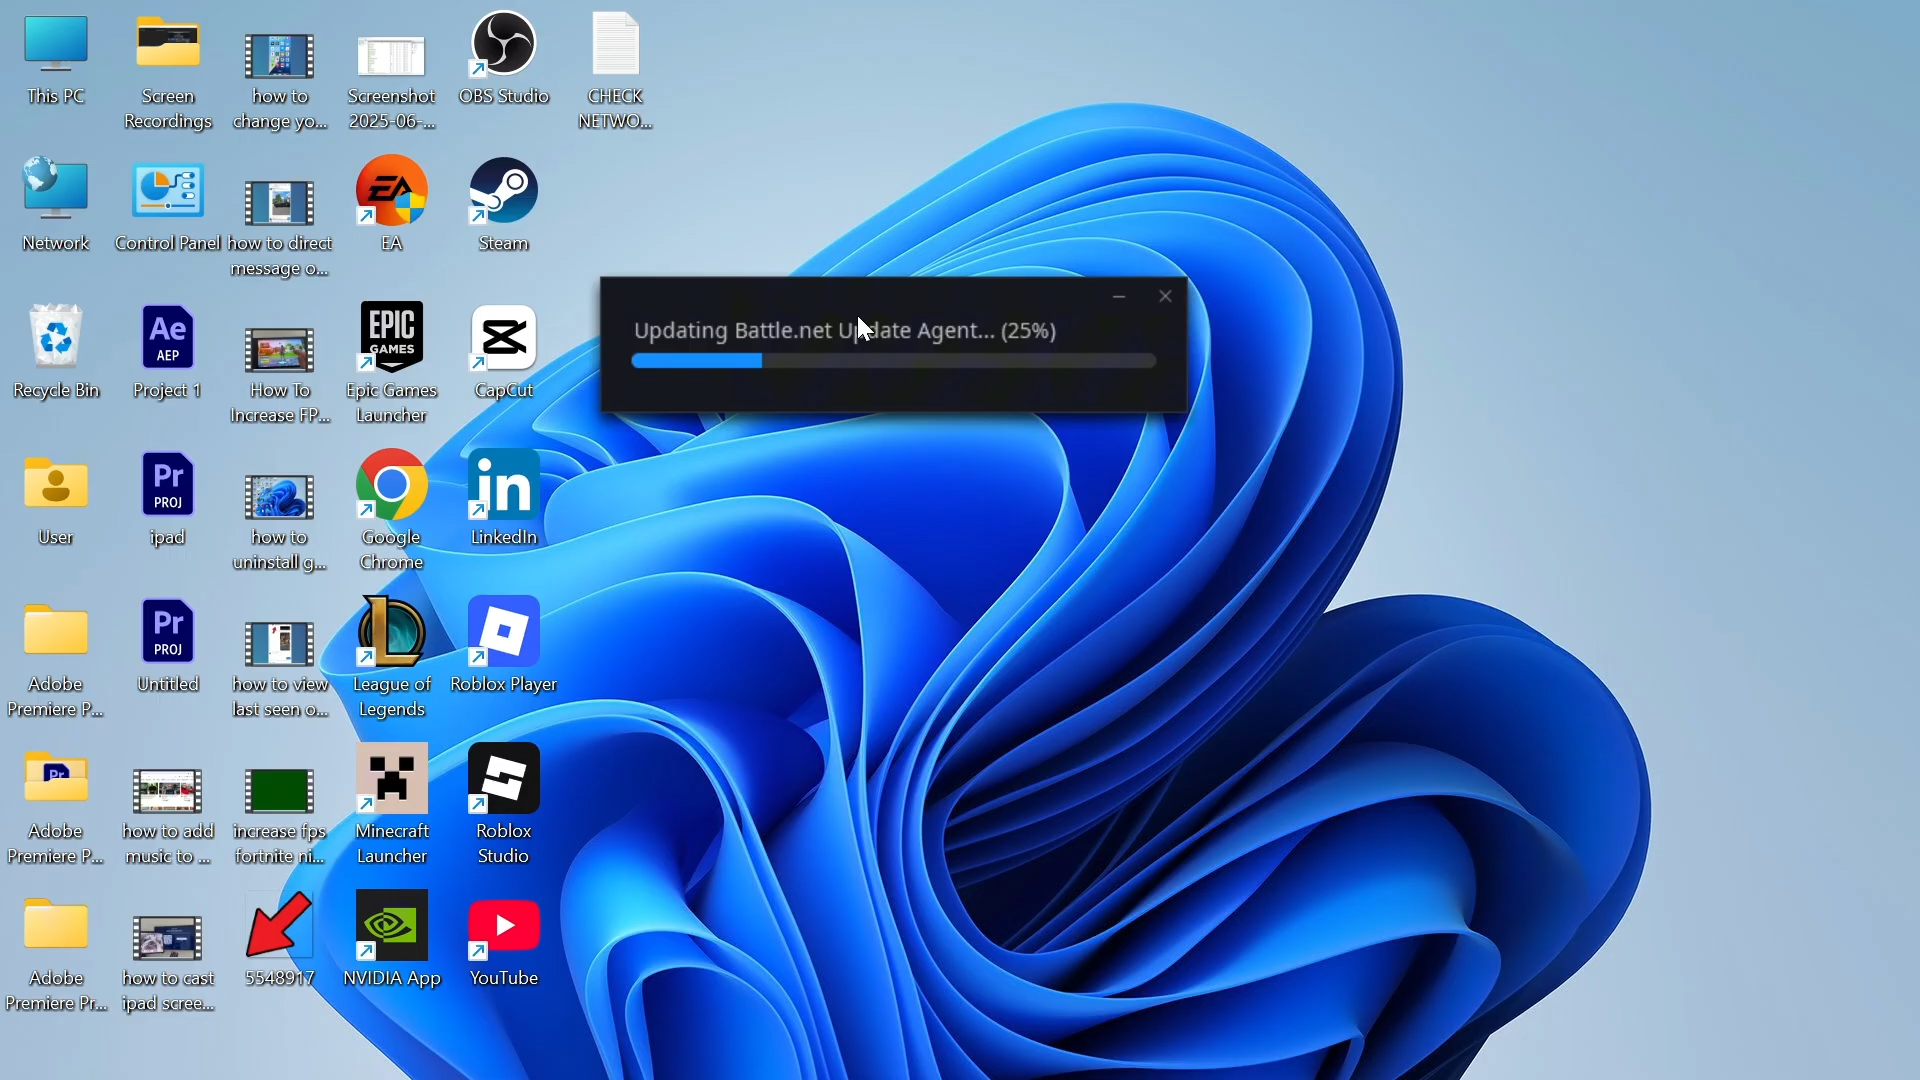 This PC
Screen
Recordings
how to
change yo...
Screenshot
2025-06-...
OBS Studio
CHECK
NETWO...
Network
Control Panel
how to direct
message o...
EA
EA
Steam
Recycle Bin
Ae
AEP
Project 1
How To
Increase FP...
EPIC
GAMES
Epic Games
Launcher
CapCut
Updating Battle.net Update Agent... (25%)
User
Pr
PROJ
ipad
how to
uninstall g...
Google
Chrome
in
LinkedIn
Adobe
Premiere P...
Pr
PROJ
Untitled
how to view
last seen o...
L
League of
Legends
Roblox Player
Pr
Adobe
Premiere P...
how to add
music to ...
increase fps
fortnite ni...
Minecraft
Launcher
Roblox
Studio
Adobe
Premiere Pr...
how to cast
ipad scree...
5548917
NVIDIA App
YouTube